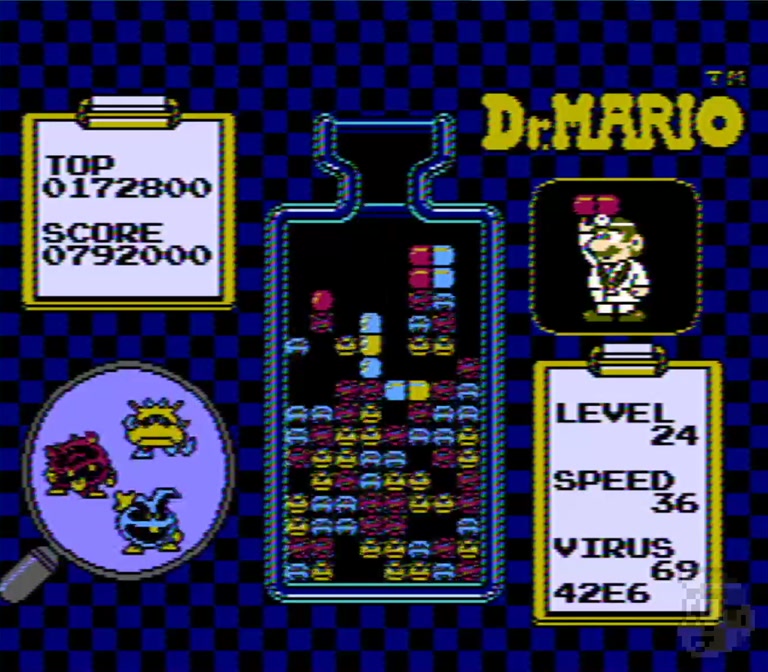 TM
Dr. MARIO
TOP
0172800
SCORE
0792000
LEVEL
24
SPEED
36
VIRUS
69
42E6